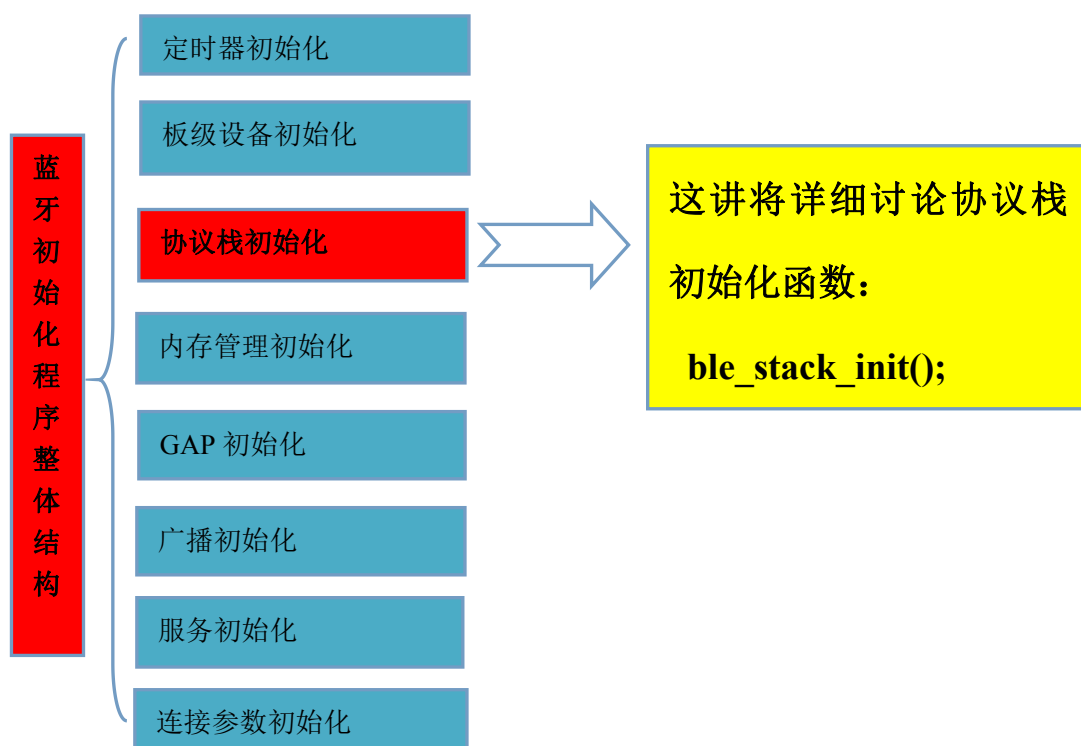 蓝牙初始化程序整体结构
定时器初始化
板级设备初始化
协议栈初始化
内存管理初始化
GAP 初始化
广播初始化
服务初始化
连接参数初始化
这讲将详细讨论协议栈
初始化函数：
ble_stack_init();